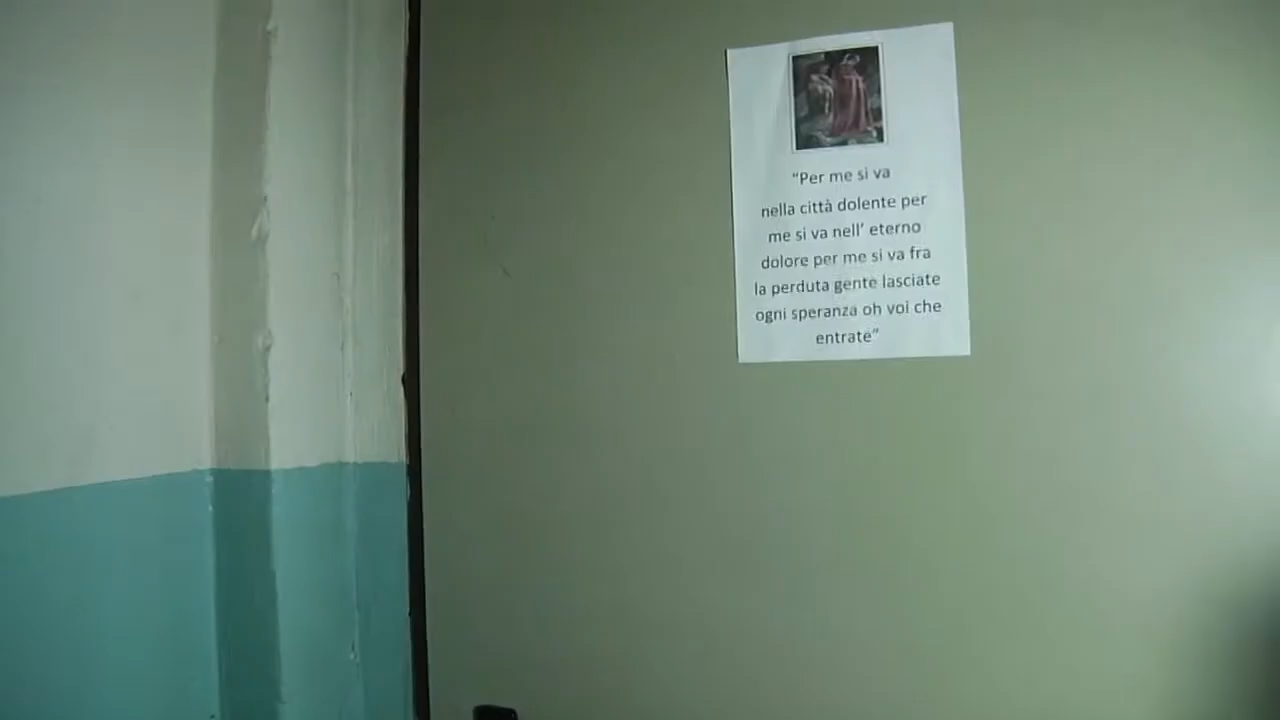 “Per me si va
nella città dolente per
me si va nell’ eterno
dolore per me si va fra
la perduta gente lasciate
ogni speranza oh voi che
entrate”